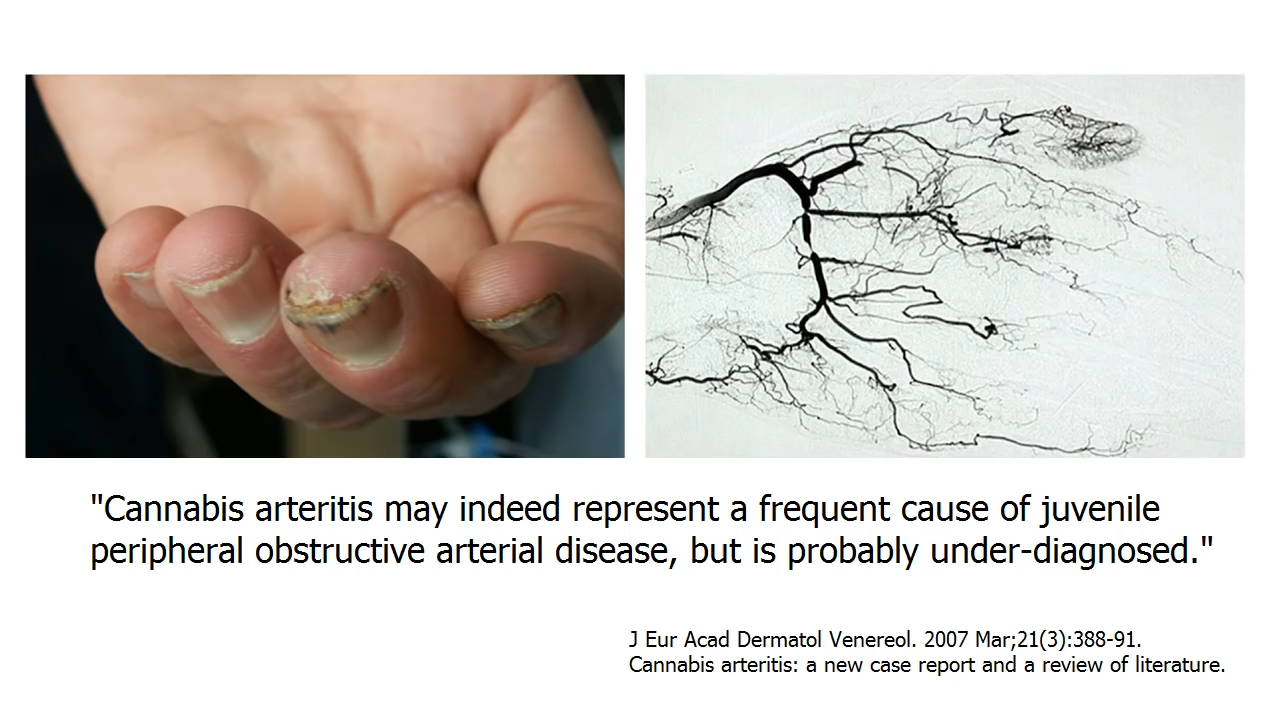 "Cannabis arteritis may indeed represent a frequent cause of juvenile
peripheral obstructive arterial disease, but is probably under-diagnosed."
J Eur Acad Dermatol Venereol. 2007 Mar;21(3):388-91.
Cannabis arteritis: a new case report and a review of literature.